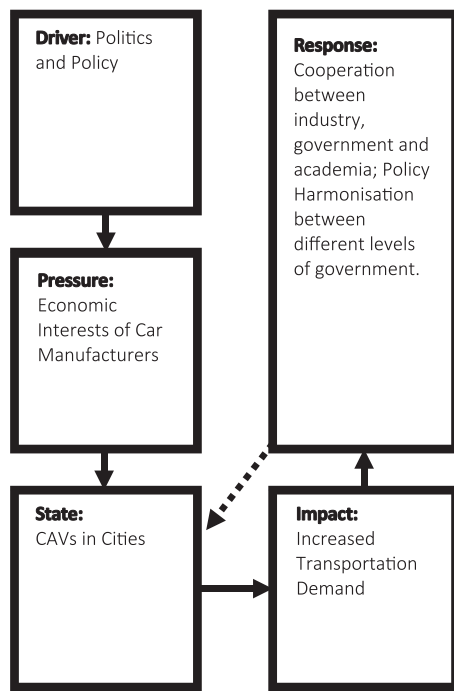 Driver: Politics
and Policy
Pressure:
Economic
Interests of Car
Manufacturers
State:
CAVs in Cities
Impact:
Increased
Transportation
Demand
Response:
Cooperation
between
industry,
government and
academia; Policy
Harmonisation
between
different levels
of government.